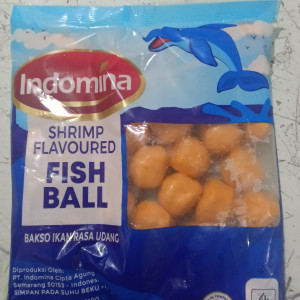 Indomina
SHRIMP
FLAVOURED
FISH
BALL
BAKSO IKAN RASA UDANG
Diproduksi Oleh:
PT. Indomina Cipta Agung
Semarang 50153 - Indones
SIMPAN PADA SUHU BEKU -